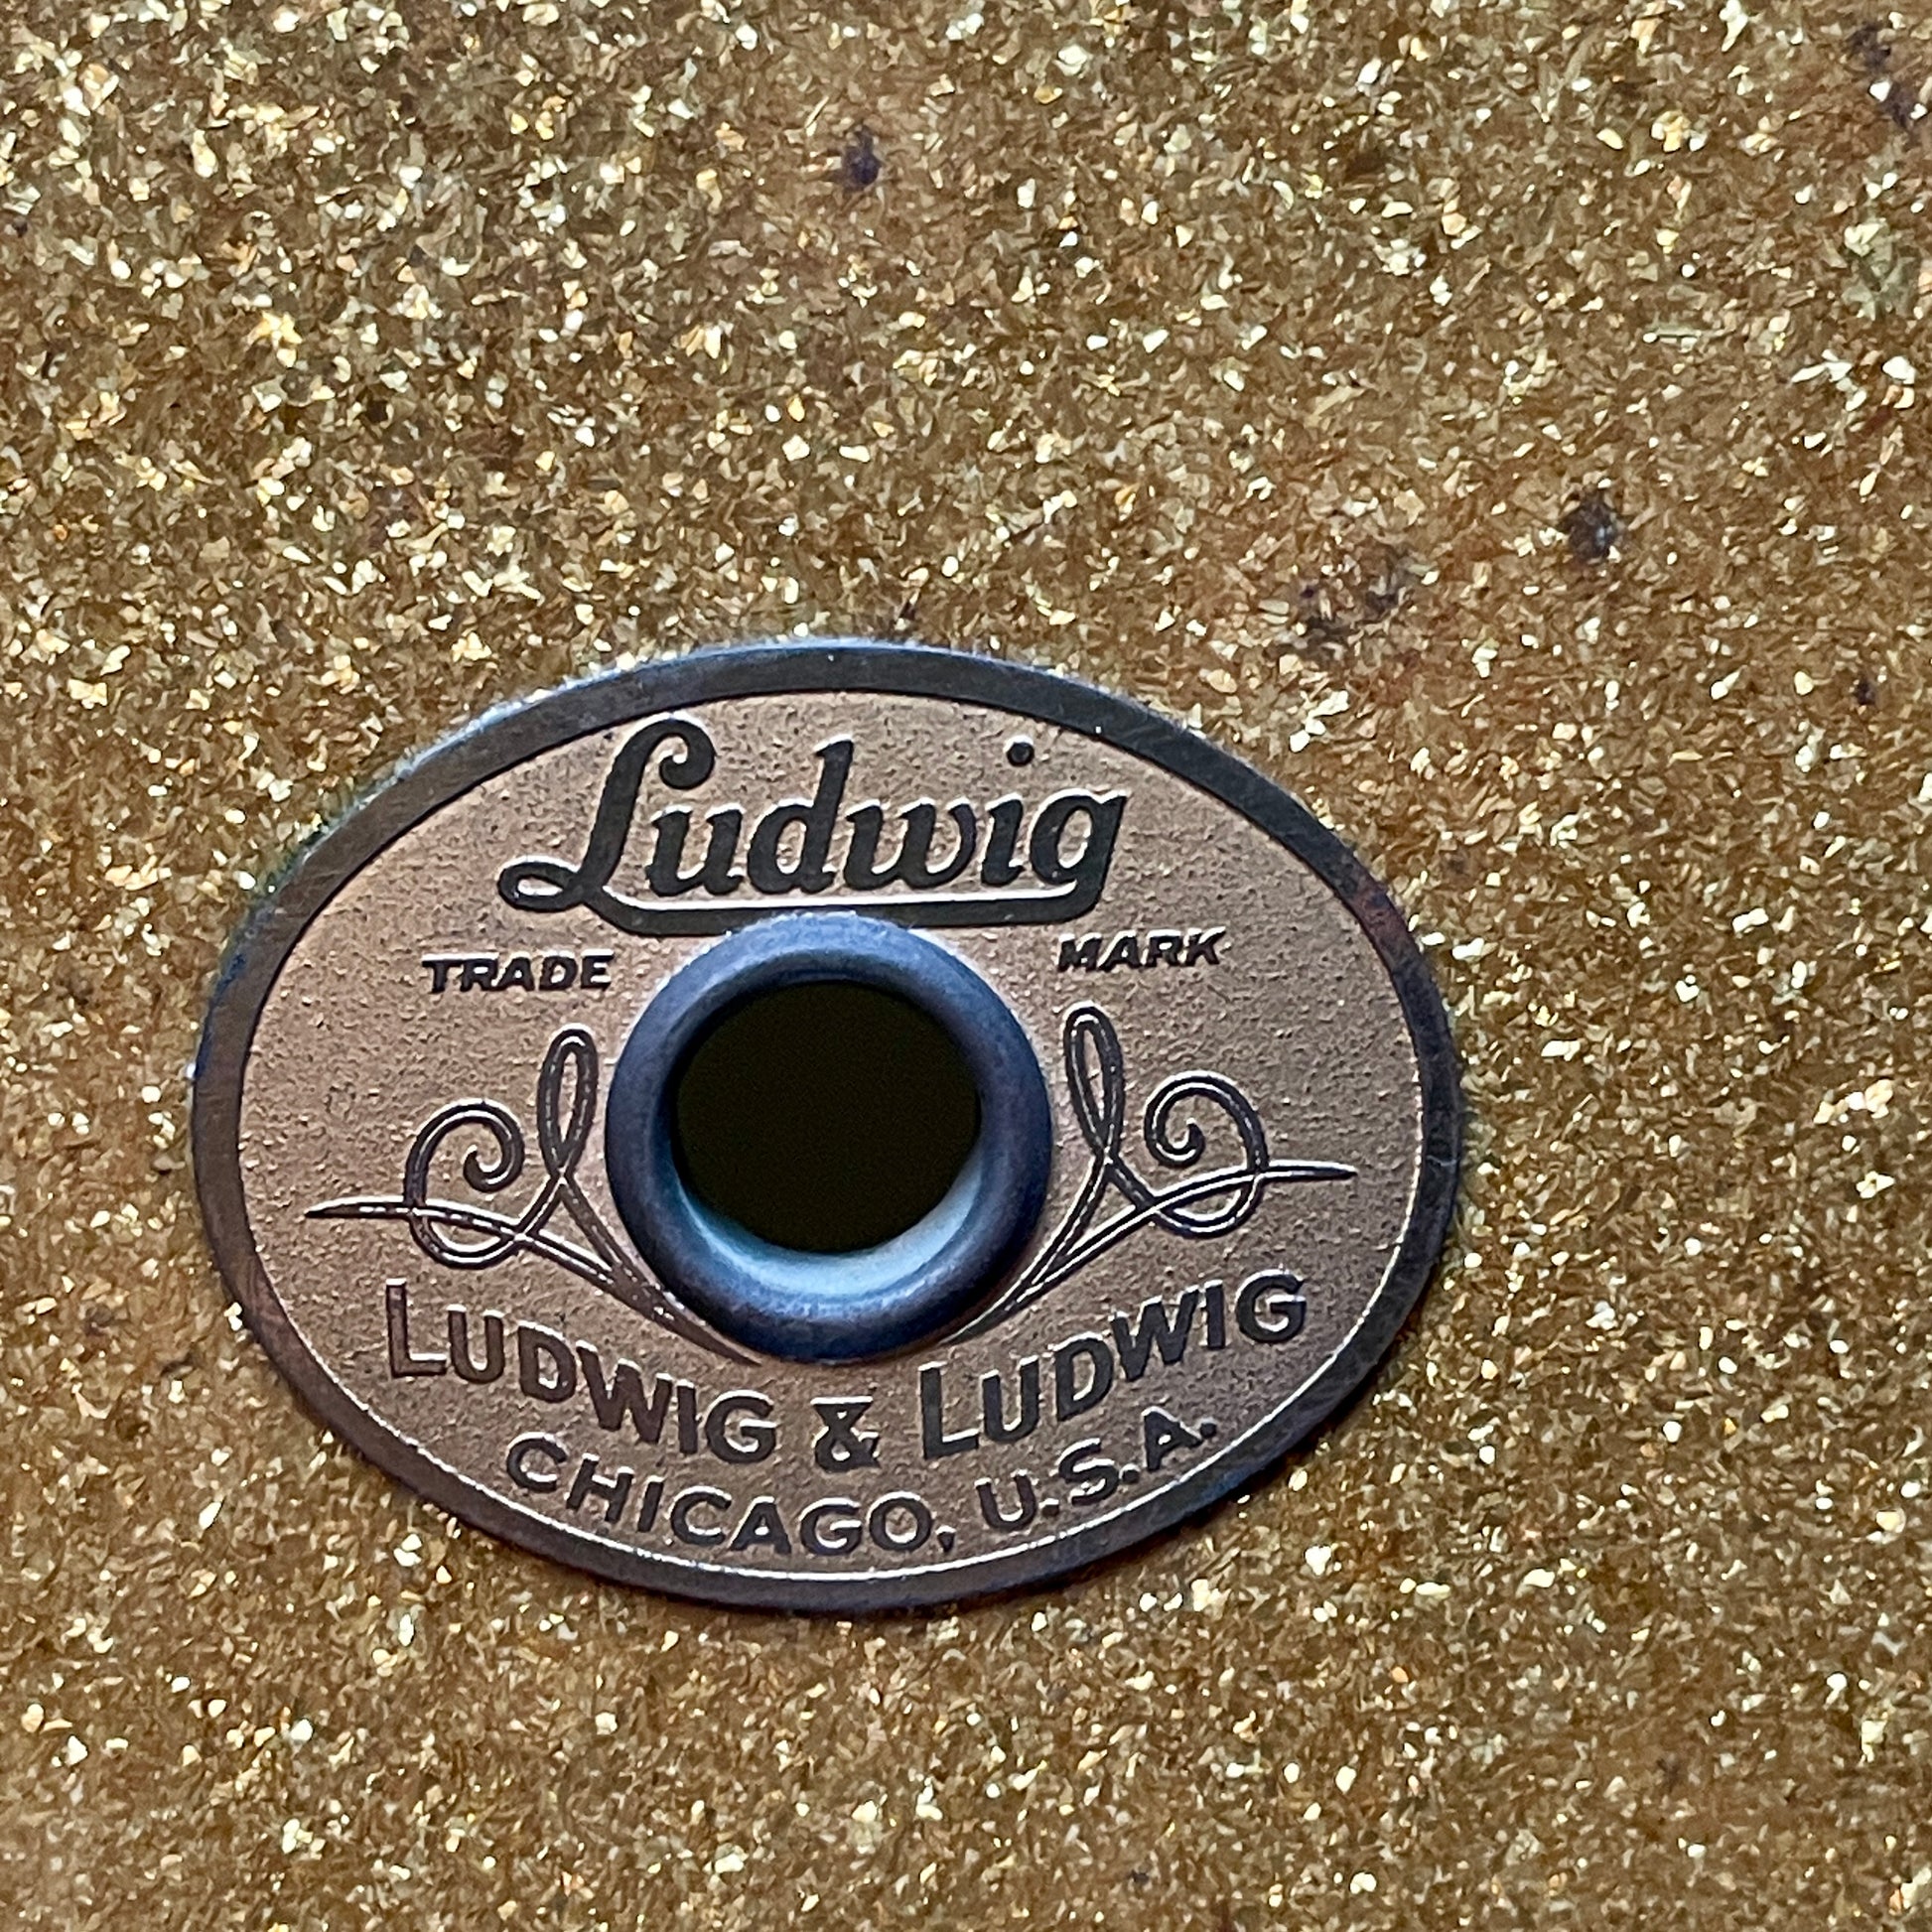 Ludwig
TRADE MARK
LUDWIG & LUDWIG
CHICAGO, U.S.A.